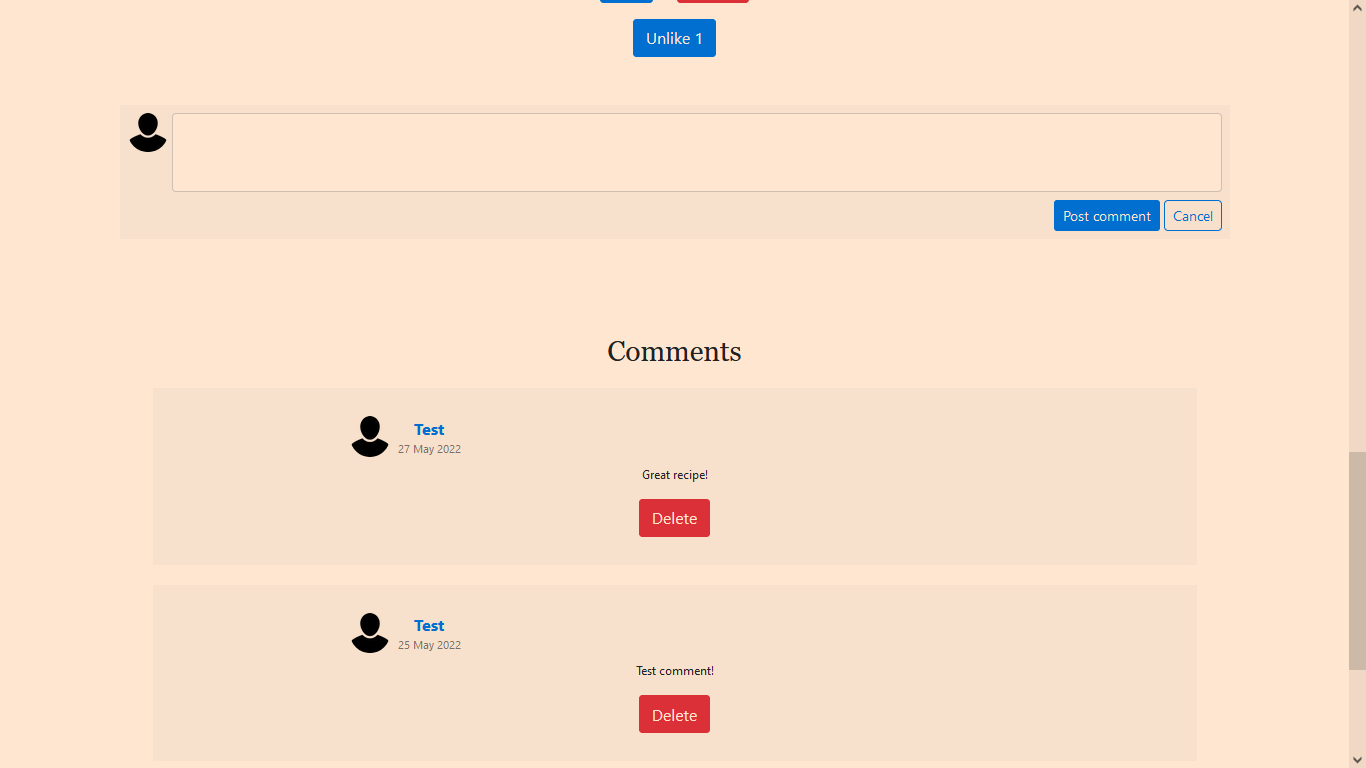 Unlike 1
Post comment Cancel
Comments
Test
27 May 2022
Great recipe!
Delete
Test
25 May 2022
Test comment!
Delete